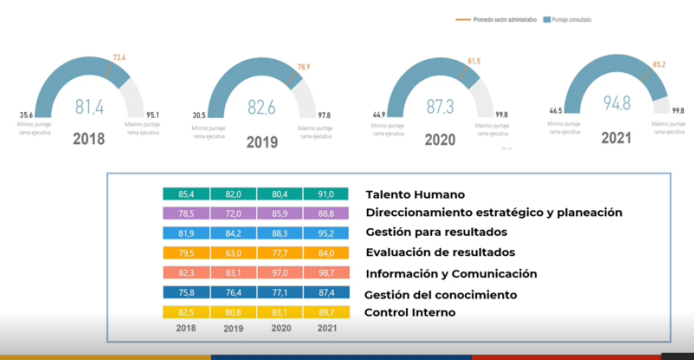 Promedio sector administrativo Puntaje consultado
73,4
78,9
81,5
85,2
81,4
82,6
87,3
94,8
35,6
95,1
30,5
97,8
44,9
99,8
46,5
99,8
Mínimo puntaje
rama ejecutiva
Máximo puntaje
rama ejecutiva
Mínimo puntaje
rama ejecutiva
Máximo puntaje
rama ejecutiva
Mínimo puntaje
rama ejecutiva
Máximo puntaje
rama ejecutiva
Mínimo puntaje
rama ejecutiva
Máximo puntaje
rama ejecutiva
2018
2019
2020
2021
85,4 82,0 80,4 91,0 Talento Humano
78,5 72,0 85,9 88,8 Direccionamiento estratégico y planeación
81,9 84,2 88,3 95,2 Gestión para resultados
79,5 63,0 77,7 84,0 Evaluación de resultados
82,3 83,1 97,0 98,7 Información y Comunicación
75,8 76,4 77,1 87,4 Gestión del conocimiento
82,5 80,8 83,1 89,7 Control Interno
2018 2019 2020 2021